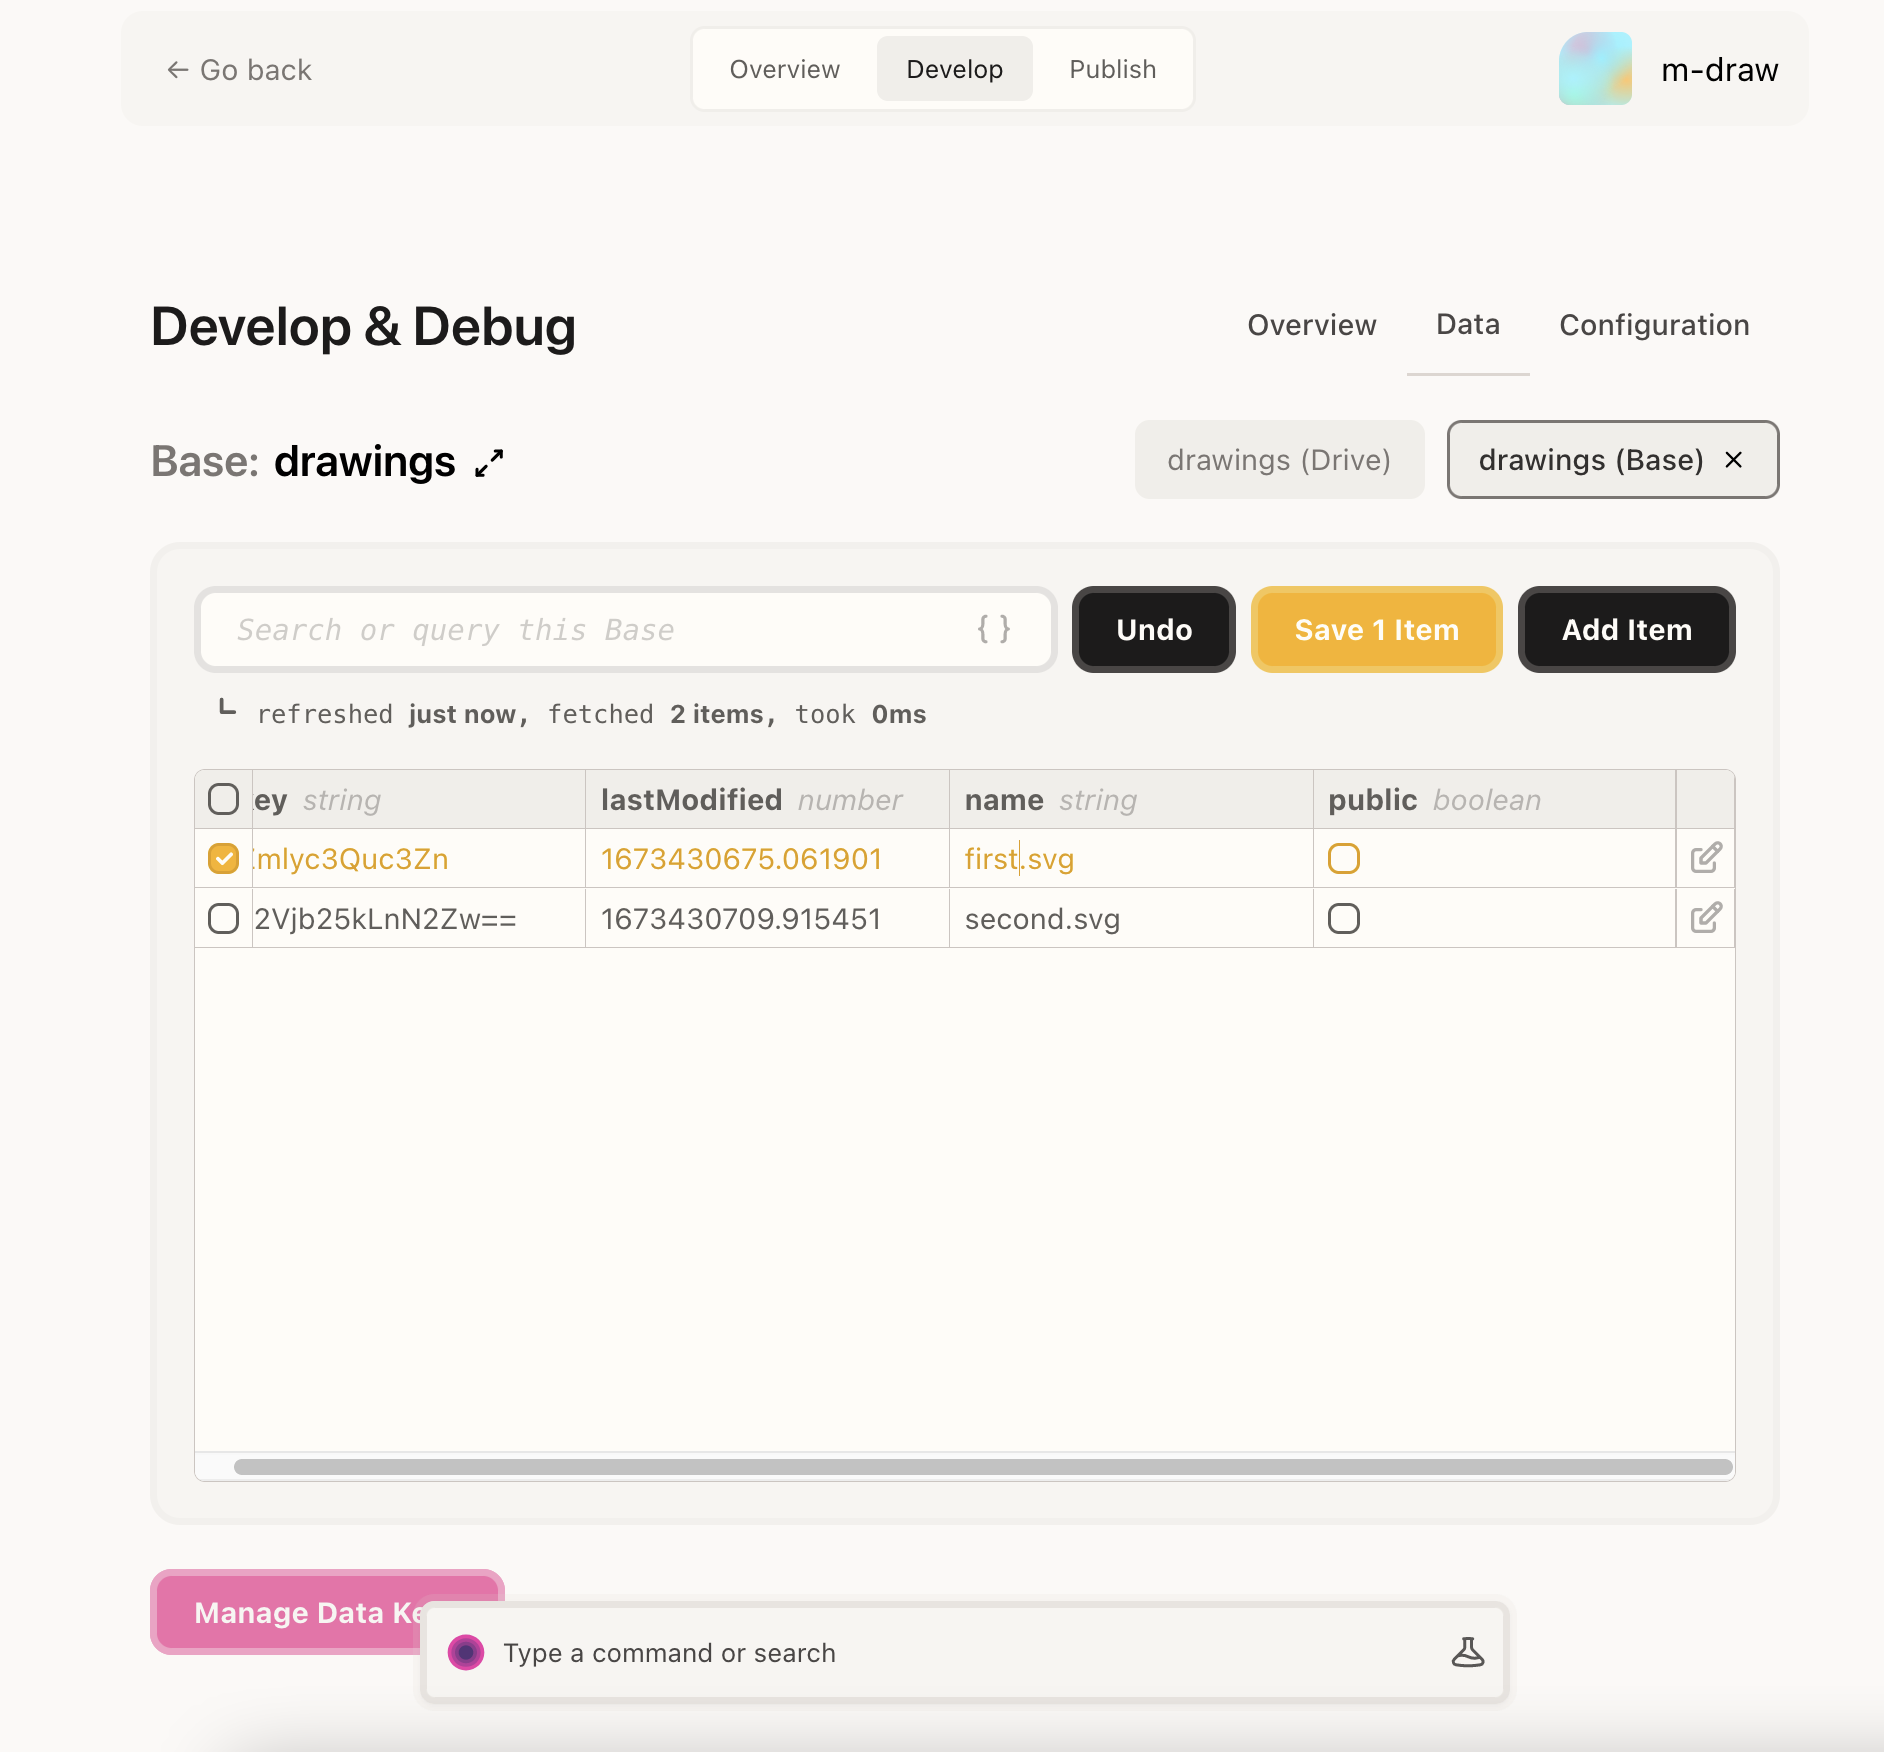 ← Go back
Overview Develop Publish
m-draw
Develop & Debug
Overview Data Configuration
Base: drawings
drawings (Drive) drawings (Base) ×
Search or query this Base { }
Undo Save 1 Item Add Item
refreshed just now, fetched 2 items, took 0ms
ey string lastModified number name string public boolean
mlyc3Quc3Zn 1673430675.061901 first.svg
2Vjb25kLnN2Zw== 1673430709.915451 second.svg
Manage Data Ke
Type a command or search